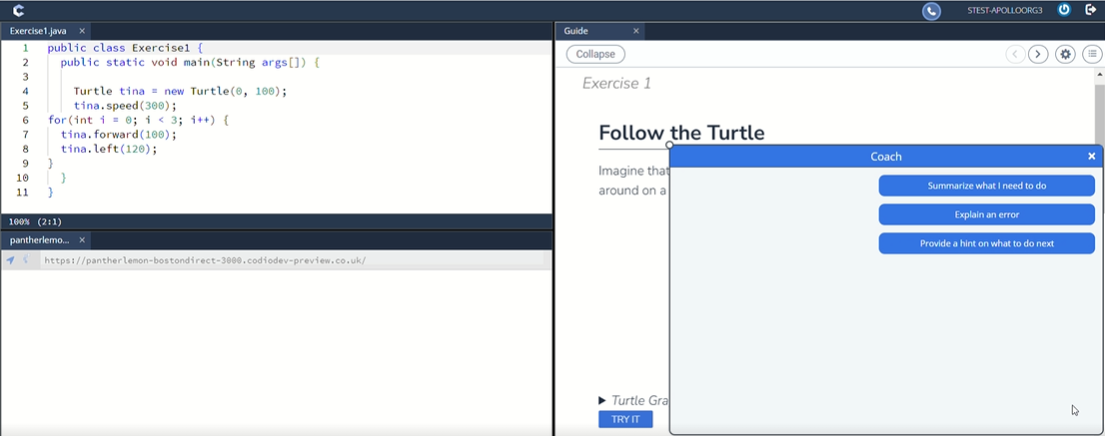 STEST-APOLLOORG3
Exercise1.java ×
1 public class Exercise1 {
2 public static void main(String args[]) {
3
4 Turtle tina = new Turtle(0, 100);
5 tina.speed(300);
6 for(int i = 0; i < 3; i++) {
7 tina.forward(100);
8 tina.left(120);
9 }
10 }
11 }
100% (2:1)
pantherlemo... ×
https://pantherlemon-bostondirect-3000.codiodev-preview.co.uk/
Guide ×
Collapse
Exercise 1
Follow the Turtle
Imagine that
around on a
Coach ×
Summarize what I need to do
Explain an error
Provide a hint on what to do next
Turtle Gra
TRY IT